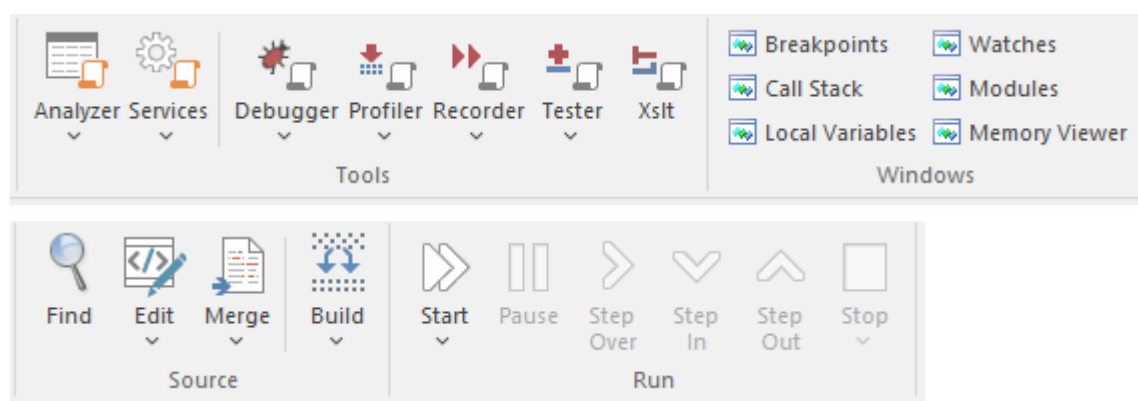 Breakpoints Watches
Call Stack Modules
Analyzer Services Debugger Profiler Recorder Tester Xslt
Local Variables Memory Viewer
Tools Windows
Find Edit Merge Build Start Pause Step Over Step In Step Out Stop
Source Run